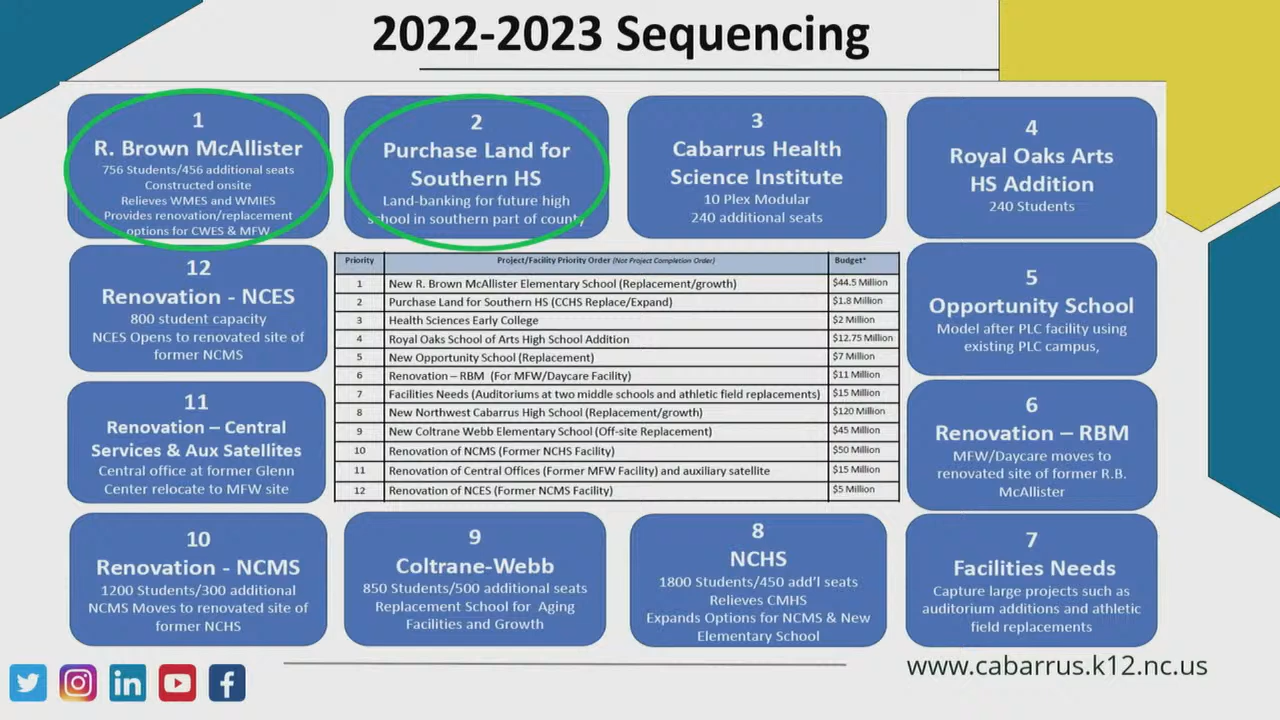 2022-2023 Sequencing
1
R. Brown McAllister
756 Students/456 additional seats
Constructed onsite
Relieves WMES and WMIES
Provides renovation/replacement
options for CWES & MFW
2
Purchase Land for
Southern HS
Land-banking for future high
school in southern part of county
3
Cabarrus Health
Science Institute
10 Plex Modular
240 additional seats
4
Royal Oaks Arts
HS Addition
240 Students
12
Renovation - NCES
800 student capacity
NCES Opens to renovated site of
former NCMS
Priority Project/Facility Priority Order (Not Project Completion Order) Budget*
1 New R. Brown McAllister Elementary School (Replacement/growth) $44.5 Million
2 Purchase Land for Southern HS (CCHS Replace/Expand) $1.8 Million
3 Health Sciences Early College $2 Million
4 Royal Oaks School of Arts High School Addition $12.75 Million
5 New Opportunity School (Replacement) $7 Million
6 Renovation – RBM (For MFW/Daycare Facility) $11 Million
7 Facilities Needs (Auditoriums at two middle schools and athletic field replacements) $15 Million
8 New Northwest Cabarrus High School (Replacement/growth) $120 Million
9 New Coltrane Webb Elementary School (Off-site Replacement) $45 Million
10 Renovation of NCMS (Former NCHS Facility) $50 Million
11 Renovation of Central Offices (Former MFW Facility) and auxiliary satellite $15 Million
12 Renovation of NCES (Former NCMS Facility) $5 Million
5
Opportunity School
Model after PLC facility using
existing PLC campus,
11
Renovation – Central
Services & Aux Satellites
Central office at former Glenn
Center relocate to MFW site
6
Renovation – RBM
MFW/Daycare moves to
renovated site of former R.B.
McAllister
10
Renovation - NCMS
1200 Students/300 additional
NCMS Moves to renovated site of
former NCHS
9
Coltrane-Webb
850 Students/500 additional seats
Replacement School for Aging
Facilities and Growth
8
NCHS
1800 Students/450 add'l seats
Relieves CMHS
Expands Options for NCMS & New
Elementary School
7
Facilities Needs
Capture large projects such as
auditorium additions and athletic
field replacements
www.cabarrus.k12.nc.us